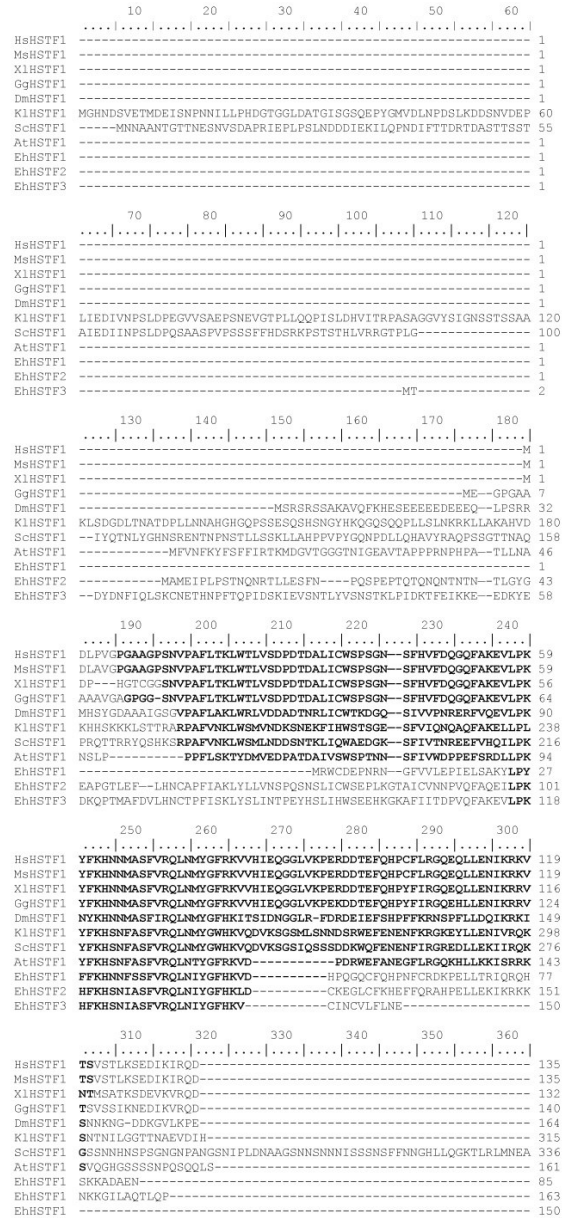 10 20 30 40 50 60
....|....|....|....|....|....|....|....|....|....|....|....|
HsHSTF1 ------------------------------------------------------------ 1
MsHSTF1 ------------------------------------------------------------ 1
XlHSTF1 ------------------------------------------------------------ 1
GgHSTF1 ------------------------------------------------------------ 1
DmHSTF1 ------------------------------------------------------------ 1
KlHSTF1 MGHNDSVETMDEISNPNNILLPHDGTGGLDATGISGSQEPYGMVDLNPDSLKDDSNVDEP 60
ScHSTF1 -----MNNAANTGTTNESNVSDAPRIEPLPSLNDDDIEKILQPNDIFTTDRTDASTTSST 55
AtHSTF1 ------------------------------------------------------------ 1
EhHSTF1 ------------------------------------------------------------ 1
EhHSTF2 ------------------------------------------------------------ 1
EhHSTF3 ------------------------------------------------------------ 1
70 80 90 100 110 120
....|....|....|....|....|....|....|....|....|....|....|....|
HsHSTF1 ------------------------------------------------------------ 1
MsHSTF1 ------------------------------------------------------------ 1
XlHSTF1 ------------------------------------------------------------ 1
GgHSTF1 ------------------------------------------------------------ 1
DmHSTF1 ------------------------------------------------------------ 1
KlHSTF1 LIEDIVNPSLDPEGVVSAEPSNEVGTPLLQQPISLDHVITRPASAGGVYSIGNSSTSSAA 120
ScHSTF1 AIEDIINPSLDPQSAASPVPSSSFFHDSRKPSTSTHLVRRGTPLG--------------- 100
AtHSTF1 ------------------------------------------------------------ 1
EhHSTF1 ------------------------------------------------------------ 1
EhHSTF2 ------------------------------------------------------------ 1
EhHSTF3 -------------------------------------------MT--------------- 2
130 140 150 160 170 180
....|....|....|....|....|....|....|....|....|....|....|....|
HsHSTF1 -----------------------------------------------------------M 1
MsHSTF1 -----------------------------------------------------------M 1
XlHSTF1 -----------------------------------------------------------M 1
GgHSTF1 ---------------------------------------------------ME--GPGAA 7
DmHSTF1 --------------------------MSRSRSSAKAVQFKHESEEEEEDEEEQ--LPSRR 32
KlHSTF1 KLSDGDLTNATDPLLNNAHGHGQPSSESQSHSNGYHKQGQSQQPLLSLNKRKLLAKAHVD 180
ScHSTF1 --IYQTNLYGHNSRENTNPNSTLLSSKLLAHPPVPYGQNPDLLQHAVYRAQPSSGTTNAQ 158
AtHSTF1 ------------MFVNFKYFSFFIRTKMDGVTGGGTNIGEAVTAPPPRNPHPA--TLLNA 46
EhHSTF1 ------------------------------------------------------------ 1
EhHSTF2 ------------MAMEIPLPSTNQNRTLLESFN----PQSPEPTQTQNQNTNTN--TLGYG 43
EhHSTF3 --DYDNFIQLSKCNETHNPFTQPIDSKIEVSNTLYVSNSTKLPIDKTFEIKKE--EDKYE 58
190 200 210 220 230 240
....|....|....|....|....|....|....|....|....|....|....|....|
HsHSTF1 DLPVGPGAAGPSNVPAFLTKLWTLVSDPDTDALICWSPSGN--SFHVFDQGQFAKEVLPK 59
MsHSTF1 DLAVGPGAAGPSNVPAFLTKLWTLVSDPDTDALICWSPSGN--SFHVFDQGQFAKEVLPK 59
XlHSTF1 DP---HGTCGGSNVPAFLTKLWTLVSDPDTDALICWSPSGN--SFHVFDQGQFAKEVLPK 56
GgHSTF1 AAAVGAGPGG-SNVPAFLTKLWTLVSDPDTDALICWSPSGN--SFHVFDQGQFAKEVLPK 64
DmHSTF1 MHSYGDAAAIGSGVPAFLAKLWRLVDDADTNRLICWTKDGQ--SIVVPNRERFVQEVLPK 90
KlHSTF1 KHHSKKKLSTTRARPAFVNKLWSMVNDKSNEKFIHWSTSGE--SFVIQNQAQFAKELLPL 238
ScHSTF1 PRQTTRRYQSHKSRPAFVNKLWSMLNDDSNTKLIQWAEDGK--SFIVTNREEFVHQILPK 216
AtHSTF1 NSLP-------PPFLSKTYDMVEDPATDAIVSWSPTNN--SFIVWDPPEFSRDLLPK 94
EhHSTF1 -------------------------------MRWCDEPNRN--GFVVLEPIELSAKYLPY 27
EhHSTF2 EAPGTLEF--LHNCAPFIAKLYLLVNSPQSNSLICWSEPLKGTAICVNNPVQFAQEILPK 101
EhHSTF3 DKQPTMAFDVLHNCTPFISKLYSLINTPEYHSLIHWSEEHKGKAFIITDPVQFAKEVLPK 118
250 260 270 280 290 300
....|....|....|....|....|....|....|....|....|....|....|....|
HsHSTF1 YFKHNNMASFVRQLNMYGFRKVVHIEQGGLVKPERDDTEFQHPCFLRGQEQLLENIKRKV 119
MsHSTF1 YFKHNNMASFVRQLNMYGFRKVVHIEQGGLVKPERDDTEFQHPCFLRGQEQLLENIKRKV 119
XlHSTF1 YFKHNNMASFVRQLNMYGFRKVVHIEQGGLVKPERDDTEFQHPYFIRGQEQLLENIKRKV 116
GgHSTF1 YFKHNNMASFVRQLNMYGFRKVVHIEQGGLVKPERDDTEFQHPYFIRGQEQLLENIKRKV 124
DmHSTF1 NYKHNNMASFIRQLNMYGFHKITSIDNGGLR-FDRDEIEFSHPFFKRNSPFLLDQIKRKI 149
KlHSTF1 YFKHSNFASFVRQLNMYGWHKVQDVKSGSMLSNNDSRWEFENENFKRGKEYLLENIVRQK 298
ScHSTF1 YFKHSNFASFVRQLNMYGWHKVQDVKSGSIQSSSDDKWQFENENFIRGREDLLEKIIRQK 276
AtHSTF1 YFKHSNFSSFVRQLNTYGFRKVD---------PDRWEFANEGFLRGQKHLLKKISRRK 143
EhHSTF1 FFKHNNFSSFVRQLNIYGFHKVD----------HPQGQCFQHPNFCRDKPELLTRIQRQH 77
EhHSTF2 HFKHSNIASFVRQLNIYGFHKLD----------CKEGLCFKHEFFQRAHPELLEKIKRKK 151
EhHSTF3 HFKHSNIASFVRQLNIYGFHKV-----------CINCVLFLNE----------------- 150
310 320 330 340 350 360
....|....|....|....|....|....|....|....|....|....|....|....|
HsHSTF1 TSVSTLKSEDIKIRQD-------------------------------------------- 135
MsHSTF1 TSVSTLKSEDIKIRQD-------------------------------------------- 135
XlHSTF1 NTMSATKSDEVKVRQD-------------------------------------------- 132
GgHSTF1 TSVSSIKNEDIKVRQD-------------------------------------------- 140
DmHSTF1 SNNKNG-DDKGVLKPE-------------------------------------------- 164
KlHSTF1 SNTNILGGTTNAEVDIH------------------------------------------- 315
ScHSTF1 GSSNNHNSPSGNGNPANGSNIPLDNAAGSNNSNNNISSSNSFFNNGHLLQGKTLRLMNEA 336
AtHSTF1 SVQGHGSSSSNPQSQQLS------------------------------------------ 161
EhHSTF1 SKKADAEN---------------------------------------------------- 85
EhHSTF1 NKKGILAQTLQP------------------------------------------------ 163
EhHSTF1 ------------------------------------------------------------ 150